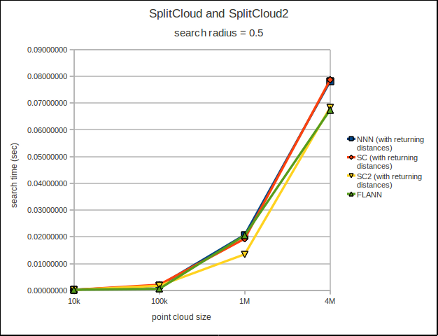 SplitCloud and SplitCloud2
search radius = 0.5
0.09000000
0.08000000
0.07000000
0.06000000
0.05000000
0.04000000
0.03000000
0.02000000
0.01000000
0.00000000
search time (sec)
10k
100k
1M
4M
point cloud size
NNN (with returning
distances)
SC (with returning
distances)
SC2 (with returning
distances)
FLANN